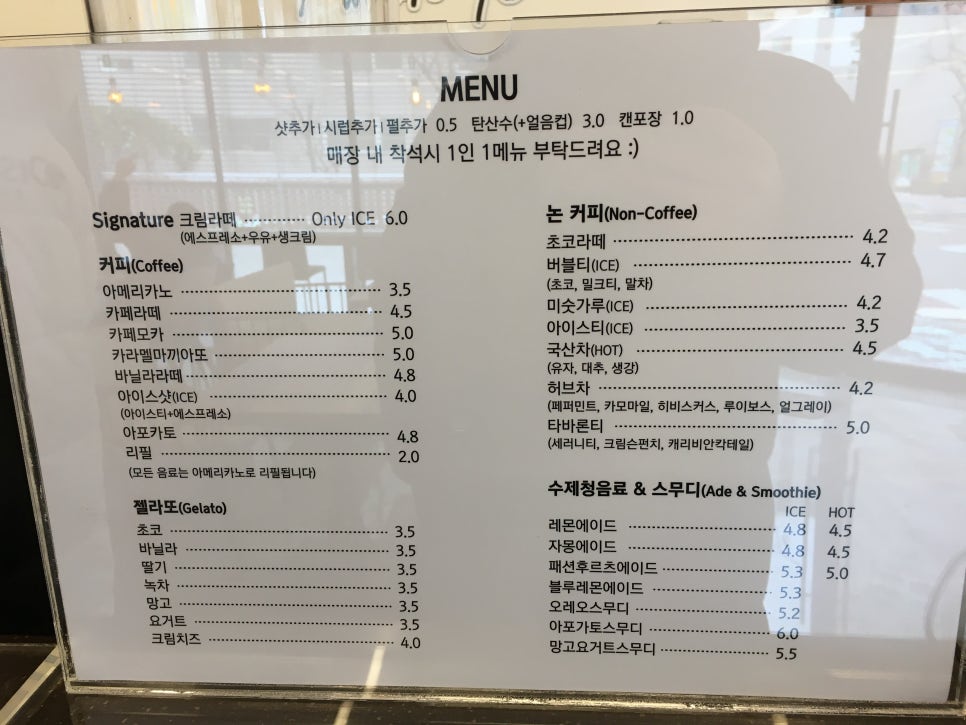 MENU
샷추가 | 시럽추가 | 펄추가 0.5 탄산수(+얼음컵) 3.0 캔포장 1.0
매장 내 착석시 1인 1메뉴 부탁드려요 :)
Signature 크림라떼 ············ Only ICE 6.0
(에스프레소+우유+생크림)
커피(Coffee)
아메리카노 ············ 3.5
카페라떼 ············ 4.5
카페모카 ············ 5.0
카라멜마끼아또 ············ 5.0
바닐라라떼 ············ 4.8
아이스샷(ICE) ············ 4.0
(아이스티+에스프레소)
아포카토 ············ 4.8
리필 ············ 2.0
(모든 음료는 아메리카노로 리필됩니다)
젤라또(Gelato)
초코 ············ 3.5
바닐라 ············ 3.5
딸기 ············ 3.5
녹차 ············ 3.5
망고 ············ 3.5
요거트 ············ 3.5
크림치즈 ············ 4.0
논 커피(Non-Coffee)
초코라떼 ············ 4.2
버블티(ICE) ············ 4.7
(초코, 밀크티, 말차)
미숫가루(ICE) ············ 4.2
아이스티(ICE) ············ 3.5
국산차(HOT) ············ 4.5
(유자, 대추, 생강)
허브차 ············ 4.2
(페퍼민트, 카모마일, 히비스커스, 루이보스, 얼그레이)
타바론티 ············ 5.0
(세러니티, 크림슨펀치, 캐리비안칵테일)
수제청음료 & 스무디(Ade & Smoothie)
ICE HOT
레몬에이드 ············ 4.8 4.5
자몽에이드 ············ 4.8 4.5
패션후르츠에이드 ············ 5.3 5.0
블루레몬에이드 ············ 5.3
오레오스무디 ············ 5.2
아포가토스무디 ············ 6.0
망고요거트스무디 ············ 5.5